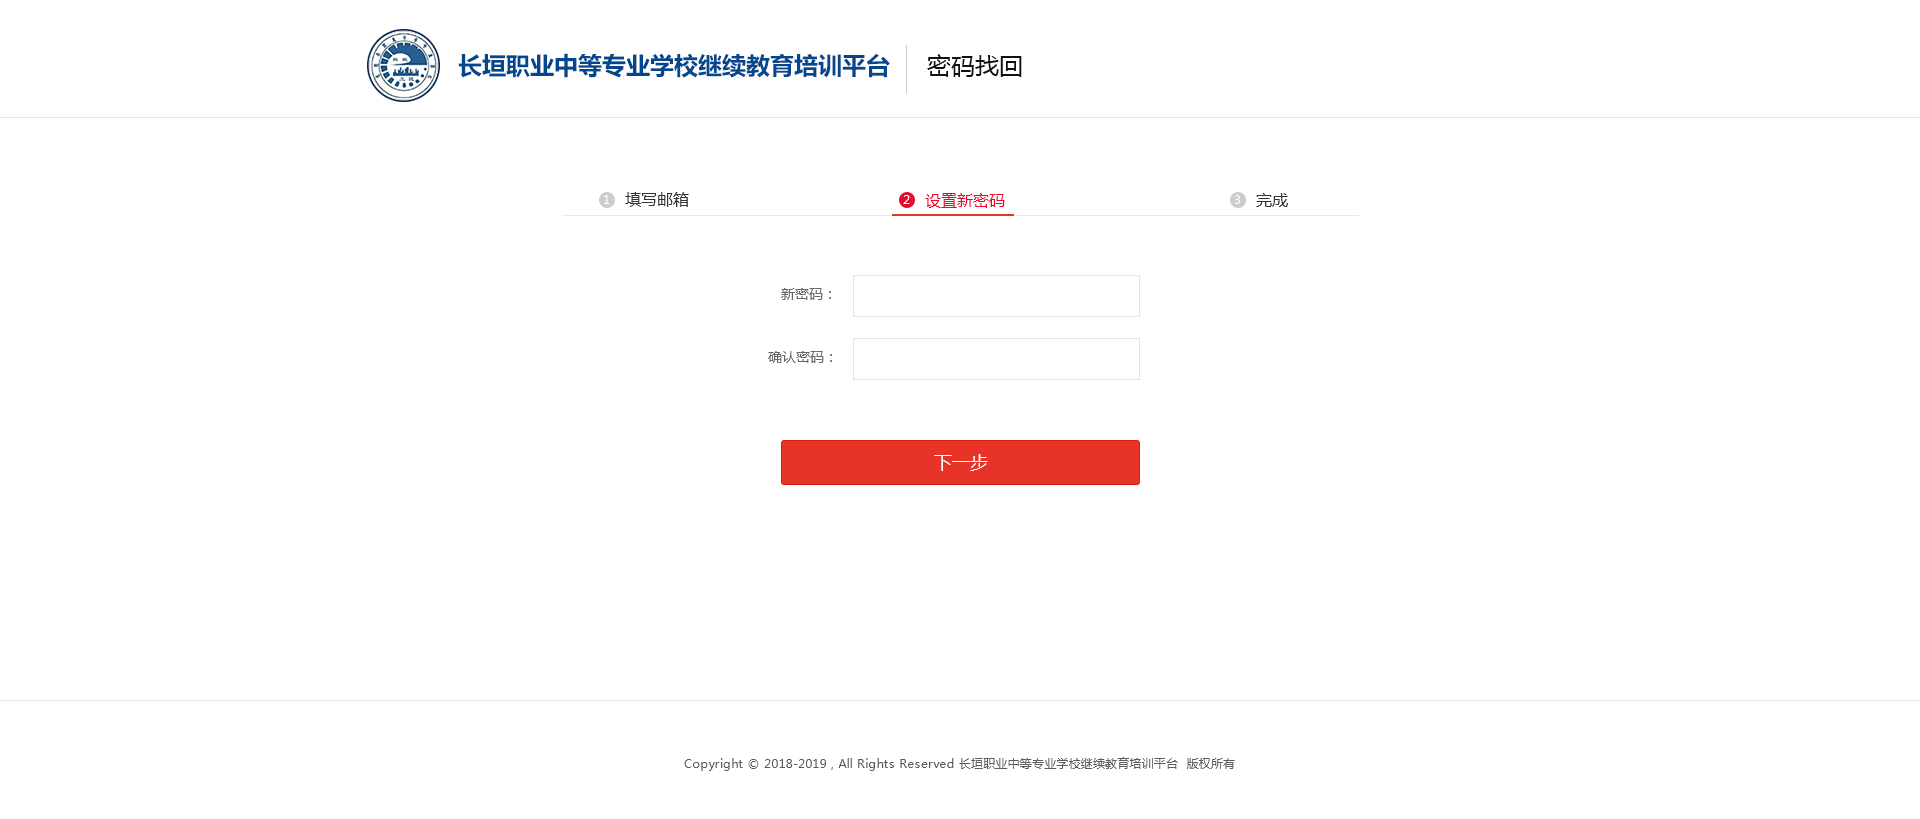 长垣职业中等专业学校继续教育培训平台 密码找回
1 填写邮箱 2 设置新密码 3 完成
新密码：
确认密码：
下一步
Copyright © 2018-2019 , All Rights Reserved 长垣职业中等专业学校继续教育培训平台 版权所有